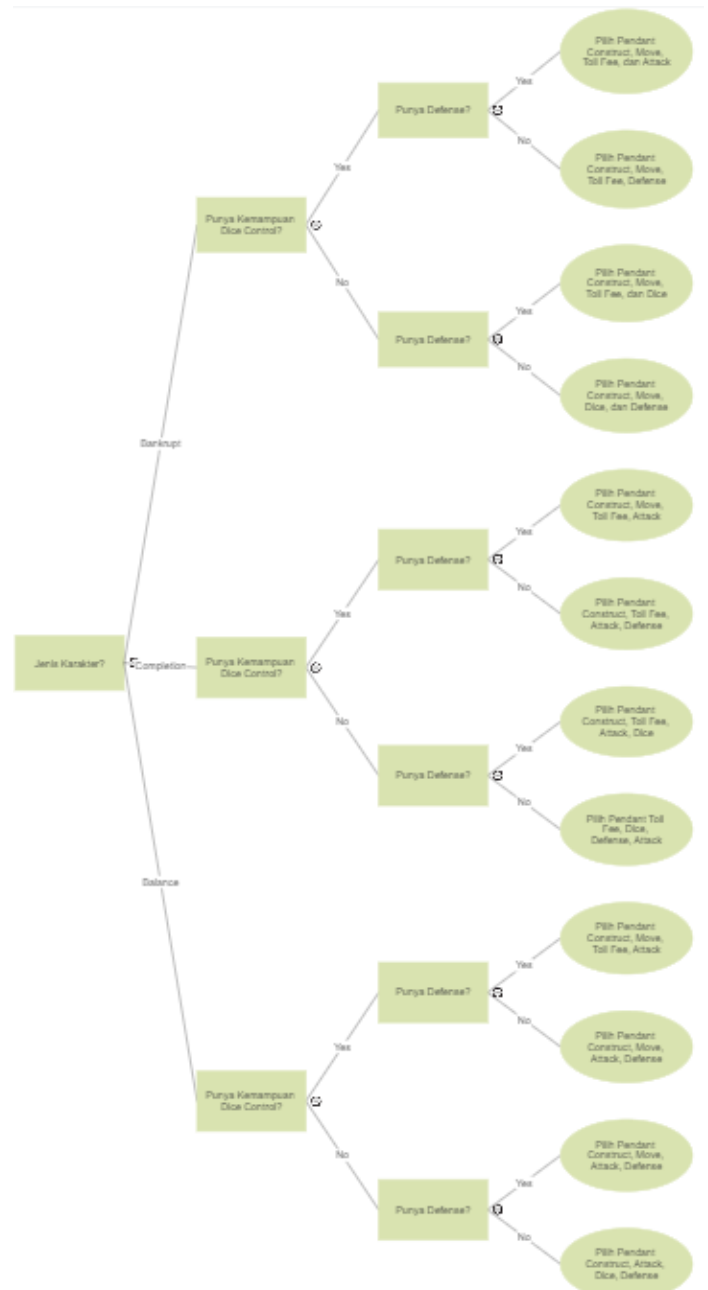 Pilih Pendant
Construct, Move,
Toll Fee, dan Attack
Yes
Punya Defense?
No
Pilih Pendant
Construct, Move,
Toll Fee, Defense
Yes
Punya Kemampuan
Dice Control?
No
Pilih Pendant
Construct, Move,
Toll Fee, dan Dice
Yes
Punya Defense?
No
Pilih Pendant
Construct, Move,
Dice, dan Defense
Bankrupt
Pilih Pendant
Construct, Move,
Toll Fee, Attack
Yes
Punya Defense?
No
Pilih Pendant
Construct, Toll Fee,
Attack, Defense
Yes
Jenis Karakter?
Completion
Punya Kemampuan
Dice Control?
No
Pilih Pendant
Construct, Toll Fee,
Attack, Dice
Yes
Punya Defense?
No
Pilih Pendant Toll
Fee, Dice,
Defense, Attack
Balance
Pilih Pendant
Construct, Move,
Toll Fee, Attack
Yes
Punya Defense?
No
Pilih Pendant
Construct, Move,
Attack, Defense
Yes
Punya Kemampuan
Dice Control?
No
Pilih Pendant
Construct, Move,
Attack, Defense
Yes
Punya Defense?
No
Pilih Pendant
Construct, Attack,
Dice, Defense